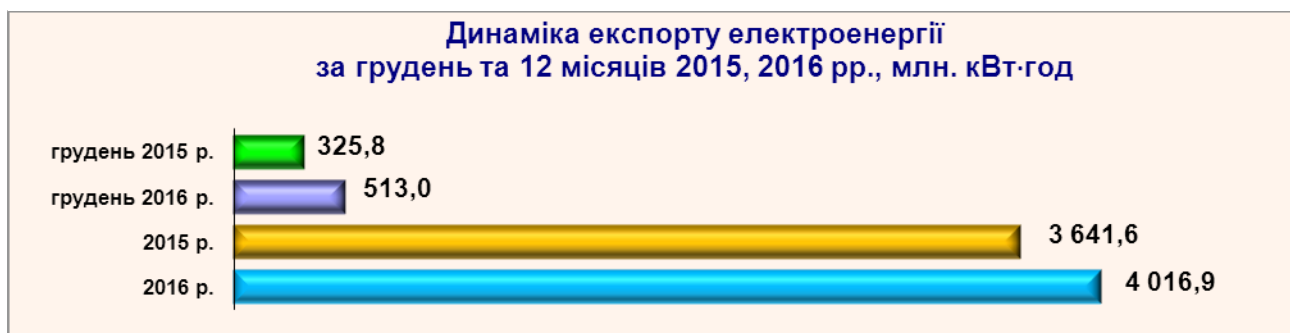 Динаміка експорту електроенергії
за грудень та 12 місяців 2015, 2016 рр., млн. кВт·год
грудень 2015 р. 325,8
грудень 2016 р. 513,0
2015 р. 3 641,6
2016 р. 4 016,9